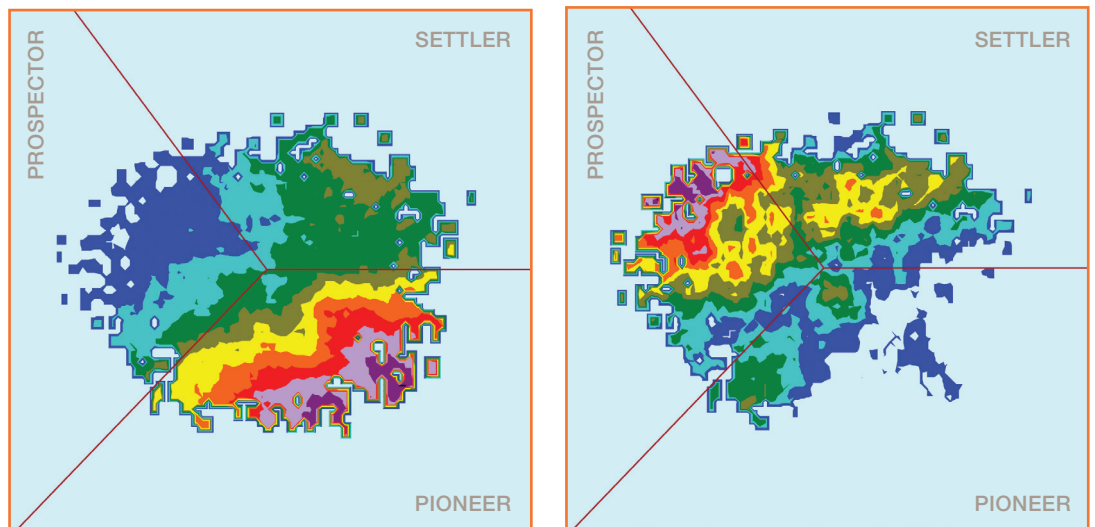 SETTLER
PROSPECTOR
PIONEER
SETTLER
PROSPECTOR
PIONEER